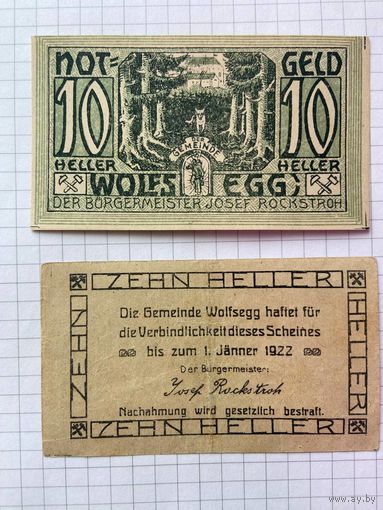 NOT= GELD
10 10
HELLER HELLER
GEMEINDE
WOLFS EGG
DER BÜRGERMEISTER JOSEF ROCKSTROH
ZEHN HELLER
ZEHN
HELLER
Die Gemeinde Wolfsegg haftet für
die Verbindlichkeit dieses Scheines
bis zum 1. Jänner 1922
Der Bürgermeister:
Josef Rockstroh
Nachahmung wird gesetzlich bestraft.
ZEHN HELLER
www.ay.by